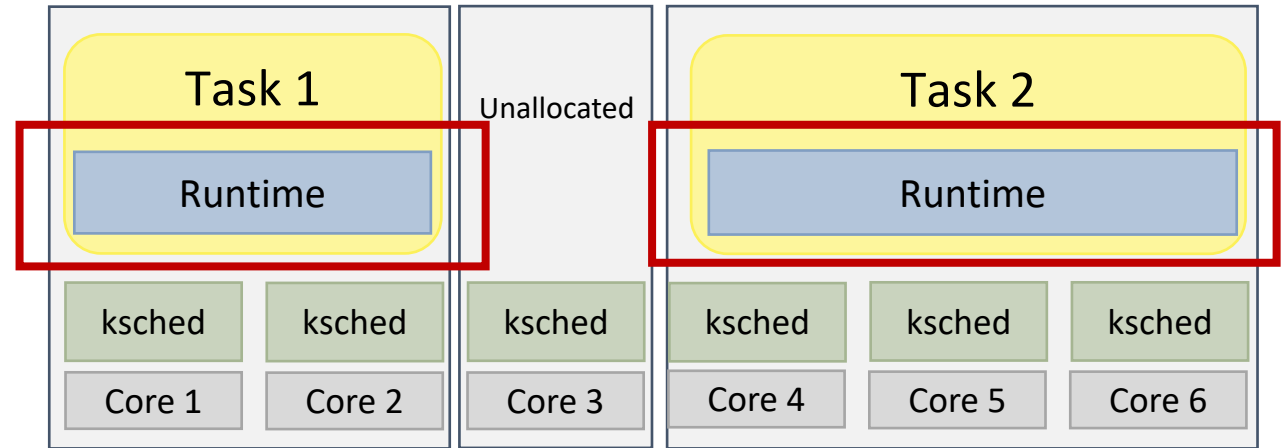 Task 1
Unallocated
Task 2
Runtime
Runtime
ksched
ksched
ksched
ksched
ksched
ksched
Core 1
Core 2
Core 3
Core 4
Core 5
Core 6